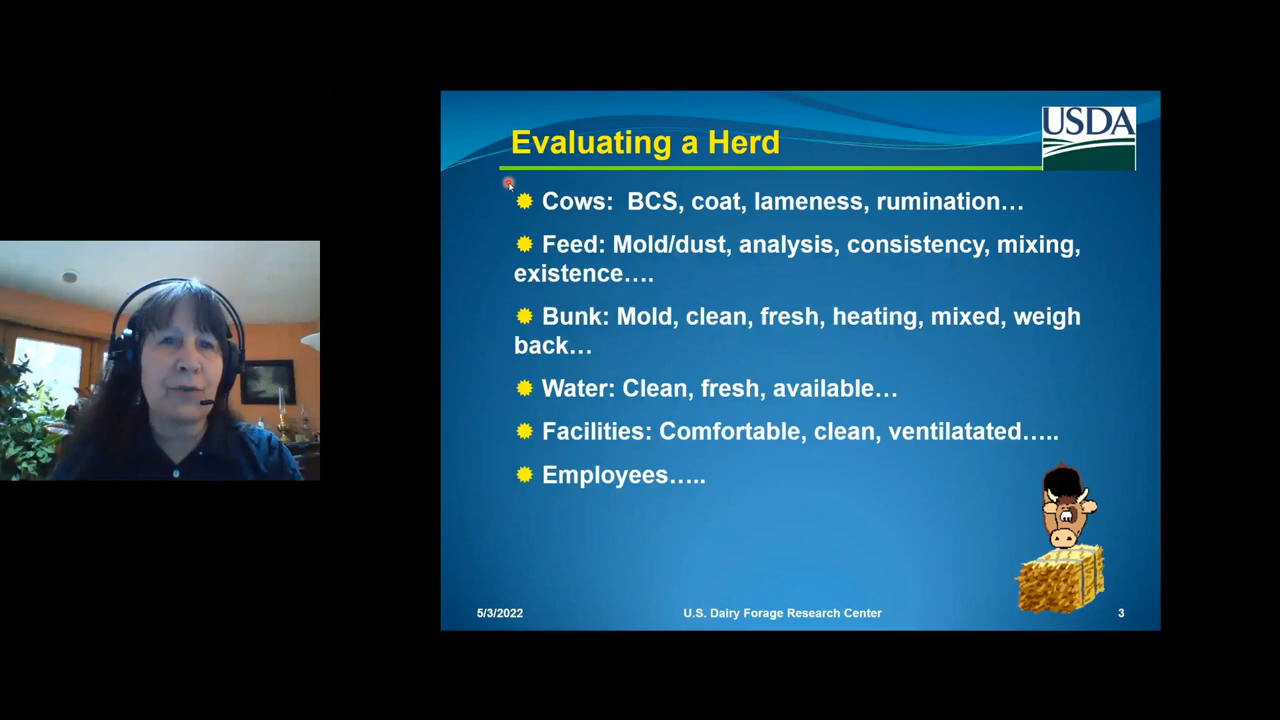 Evaluating a Herd
USDA
Cows: BCS, coat, lameness, rumination…
Feed: Mold/dust, analysis, consistency, mixing,
existence….
Bunk: Mold, clean, fresh, heating, mixed, weigh
back…
Water: Clean, fresh, available…
Facilities: Comfortable, clean, ventilatated…..
Employees…..
5/3/2022
U.S. Dairy Forage Research Center
3